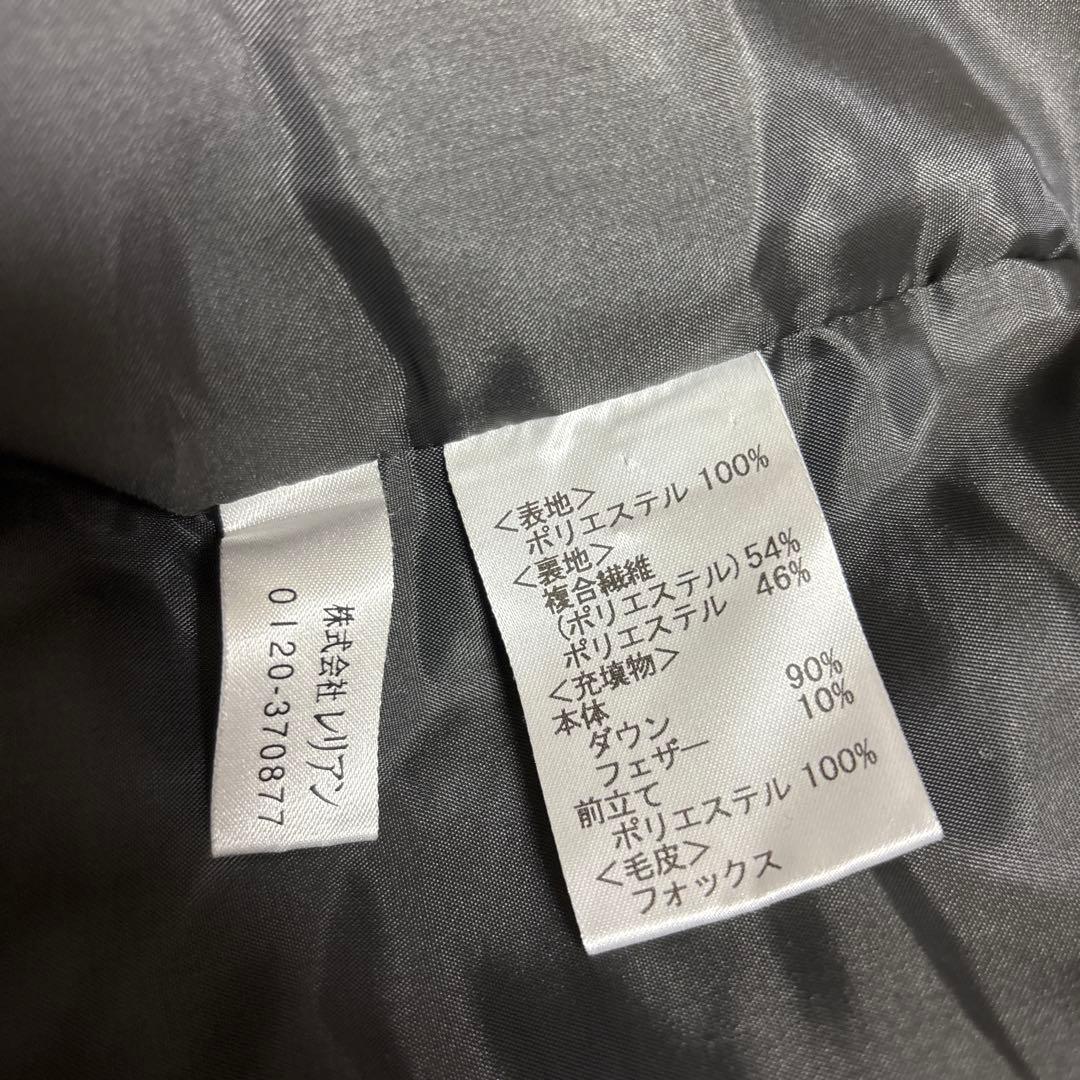 株式会社レリアン
0120-370877
<表地>
ポリエステル 100%
<裏地>
複合繊維
(ポリエステル) 54%
ポリエステル 46%
<充填物>
本体
ダウン 90%
フェザー 10%
前立て
ポリエステル 100%
<毛皮>
フォックス